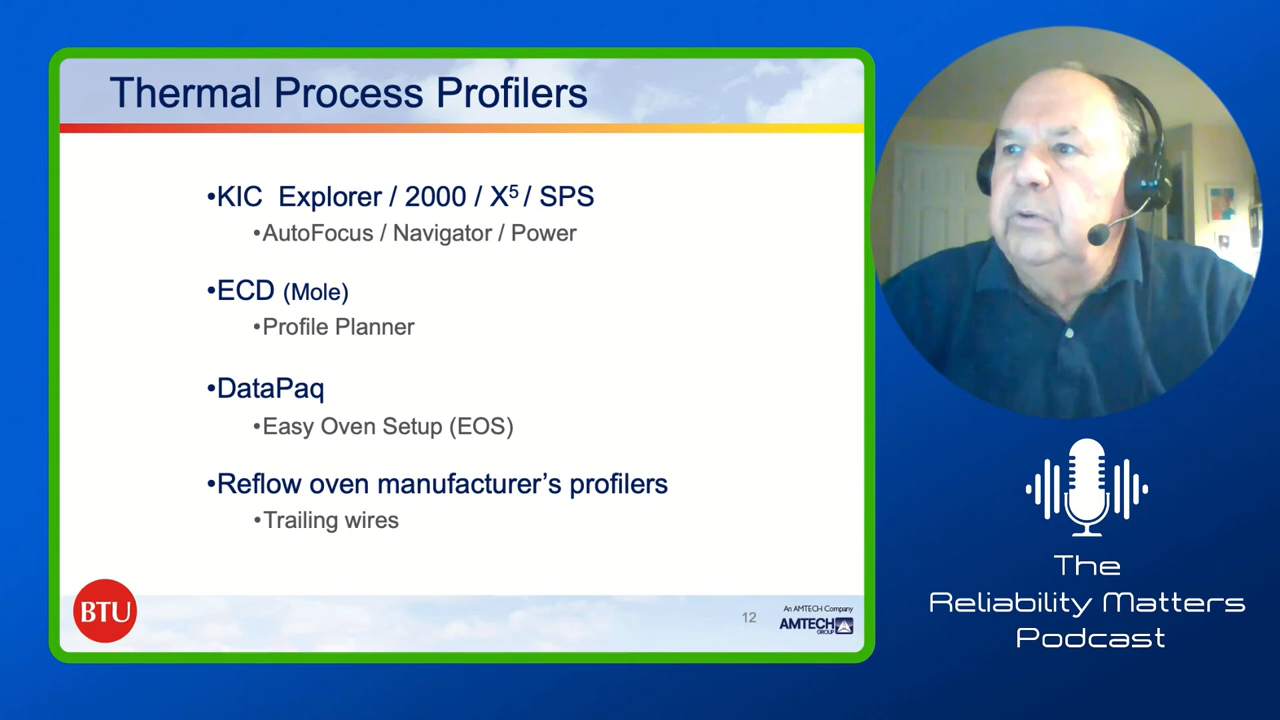 Thermal Process Profilers
•KIC Explorer / 2000 / X⁵ / SPS
•AutoFocus / Navigator / Power
•ECD (Mole)
•Profile Planner
•DataPaq
•Easy Oven Setup (EOS)
•Reflow oven manufacturer’s profilers
•Trailing wires
BTU
12
An AMTECH Company
AMTECH
GROUP
The
Reliability Matters
Podcast